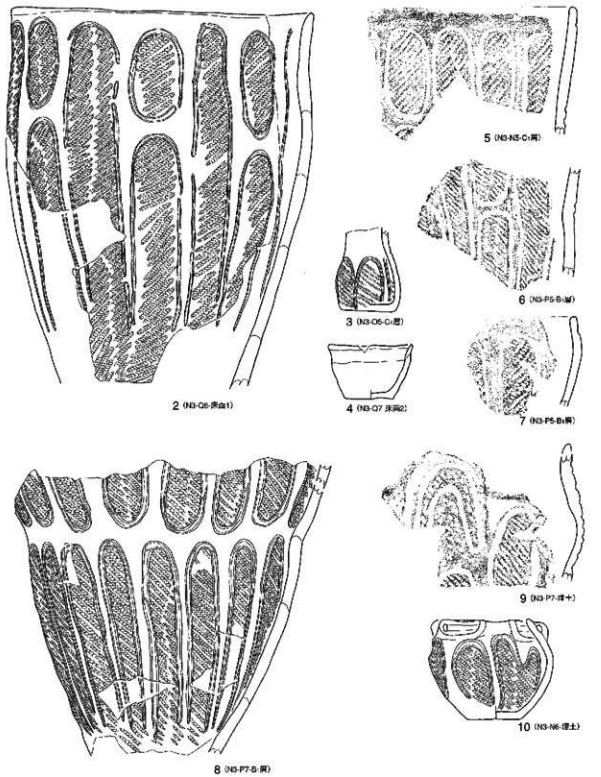 5 (N3-N5-C₁層)
6 (N3-P5-B₁層)
3 (N3-O5-C₁層)
4 (N3-Q7.床面2)
7 (N3-P5-B₁層)
2 (N3-Q6-床面1)
9 (N3-P7-埋土)
10 (N3-N6-埋土)
8 (N3-P7-B₁層)